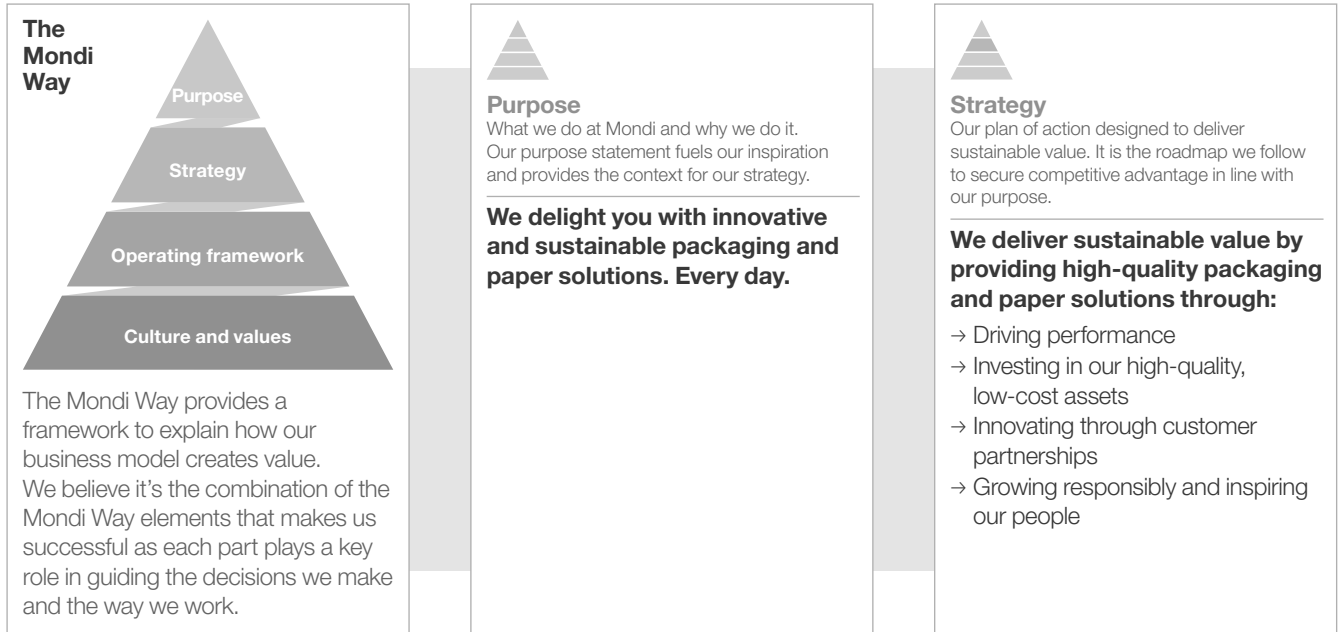 The
Mondi
Way
Purpose
Strategy
Operating framework
Culture and values
The Mondi Way provides a
framework to explain how our
business model creates value.
We believe it’s the combination of the
Mondi Way elements that makes us
successful as each part plays a key
role in guiding the decisions we make
and the way we work.
Purpose
What we do at Mondi and why we do it.
Our purpose statement fuels our inspiration
and provides the context for our strategy.
We delight you with innovative
and sustainable packaging and
paper solutions. Every day.
Strategy
Our plan of action designed to deliver
sustainable value. It is the roadmap we follow
to secure competitive advantage in line with
our purpose.
We deliver sustainable value by
providing high-quality packaging
and paper solutions through:
→ Driving performance
→ Investing in our high-quality,
low-cost assets
→ Innovating through customer
partnerships
→ Growing responsibly and inspiring
our people